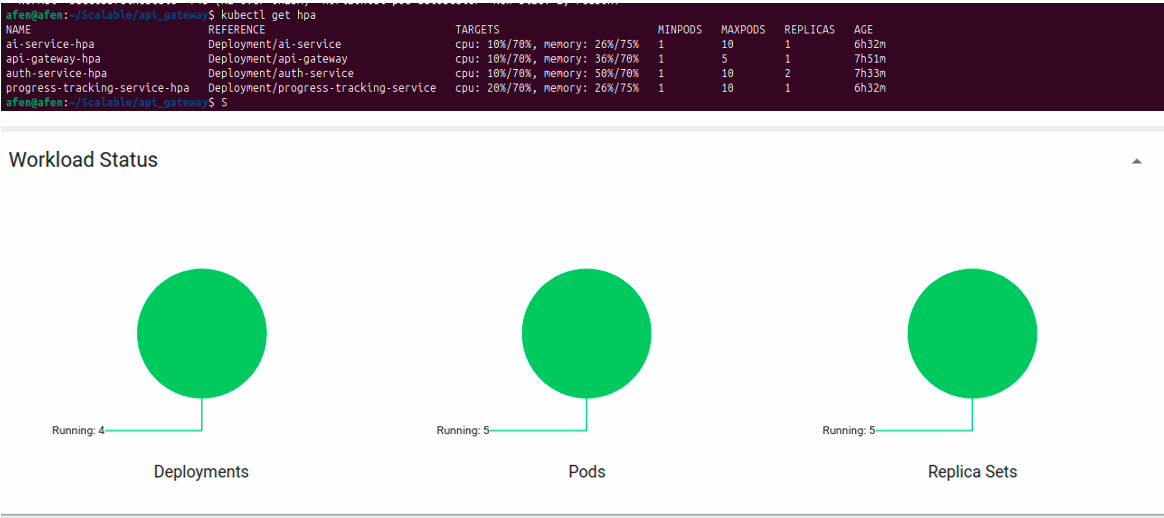 afen@afen:~/Scalable/api_gateway$ kubectl get hpa
NAME REFERENCE TARGETS MINPODS MAXPODS REPLICAS AGE
ai-service-hpa Deployment/ai-service cpu: 10%/70%, memory: 26%/75% 1 10 1 6h32m
api-gateway-hpa Deployment/api-gateway cpu: 10%/70%, memory: 36%/70% 1 5 1 7h51m
auth-service-hpa Deployment/auth-service cpu: 10%/70%, memory: 50%/70% 1 10 2 7h33m
progress-tracking-service-hpa Deployment/progress-tracking-service cpu: 20%/70%, memory: 26%/75% 1 10 1 6h32m
afen@afen:~/Scalable/api_gateway$ S
Workload Status
Running: 4
Running: 5
Running: 5
Deployments
Pods
Replica Sets